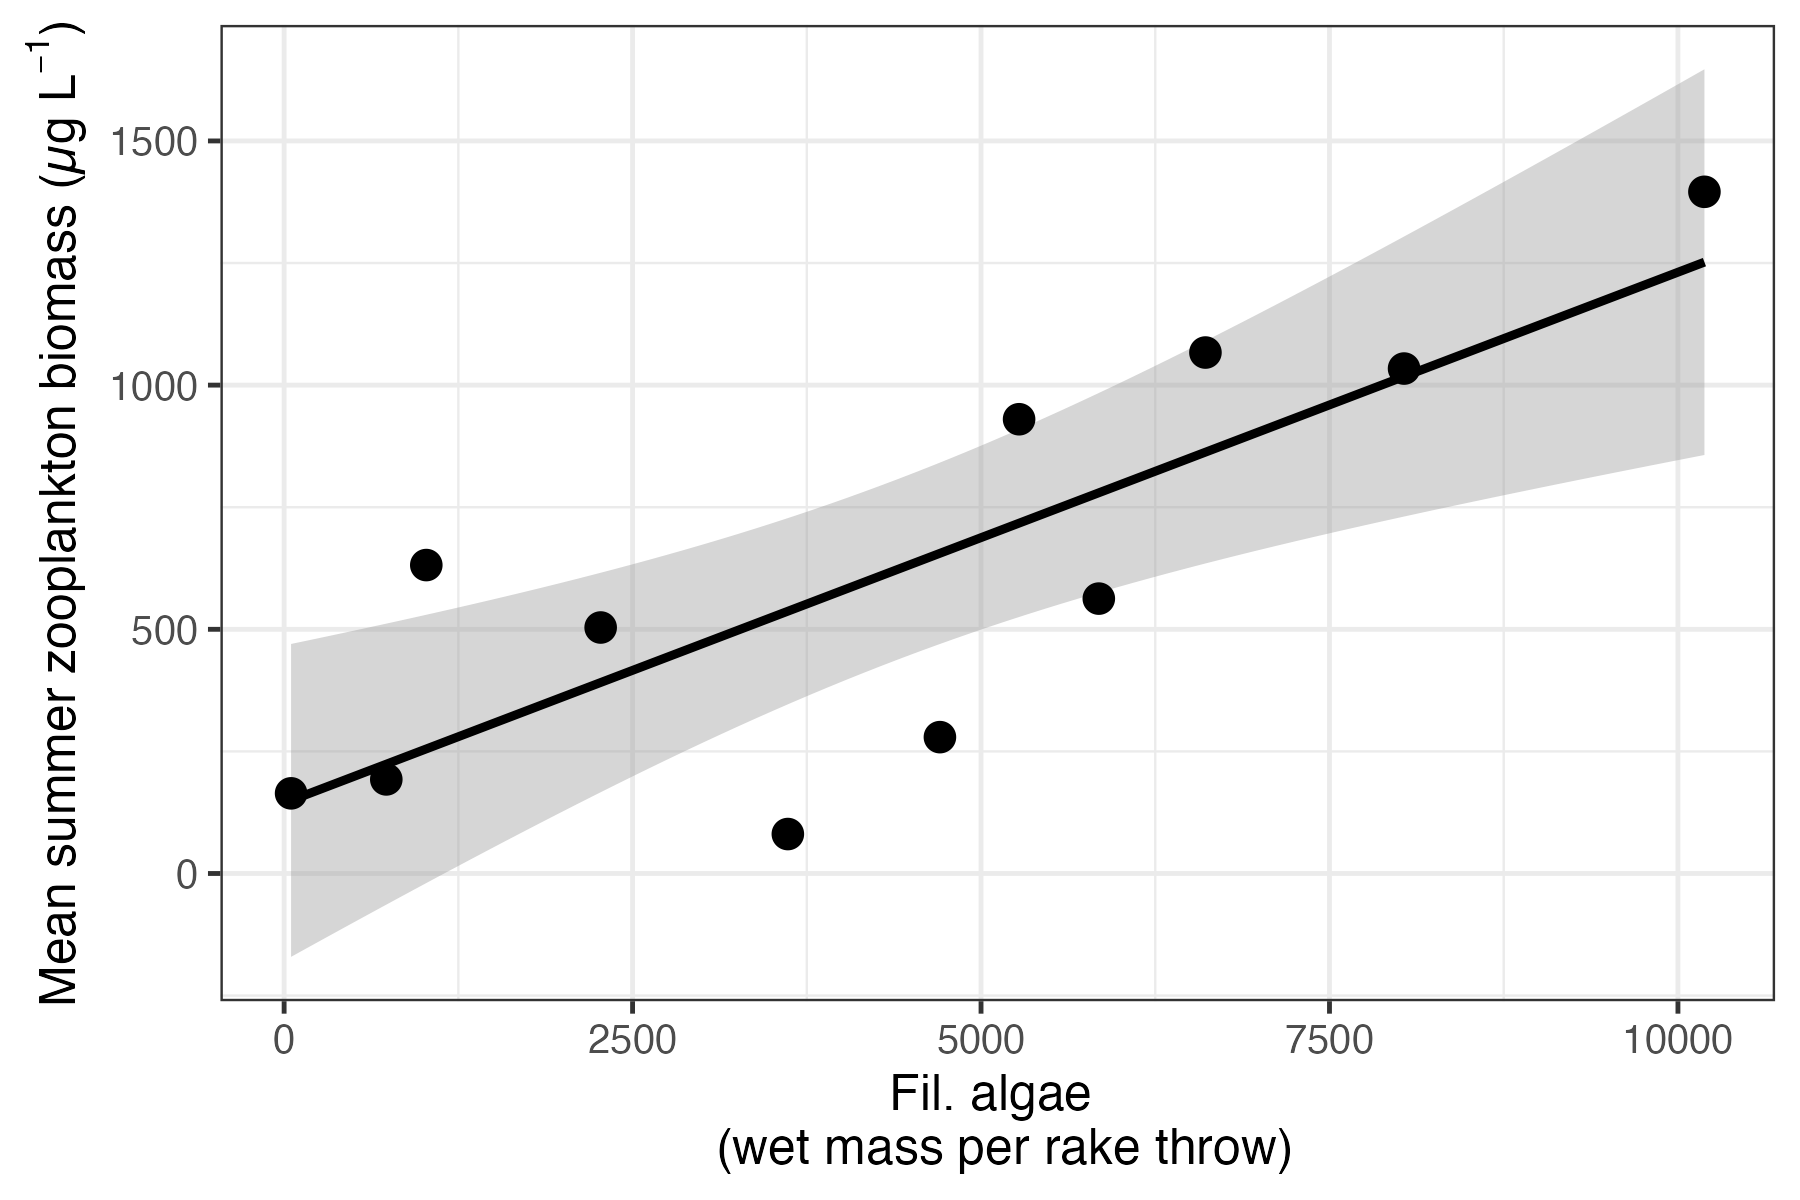 Mean summer zooplankton biomass (µg L⁻¹)
1500
1000
500
0
0 2500 5000 7500 10000
Fil. algae
(wet mass per rake throw)